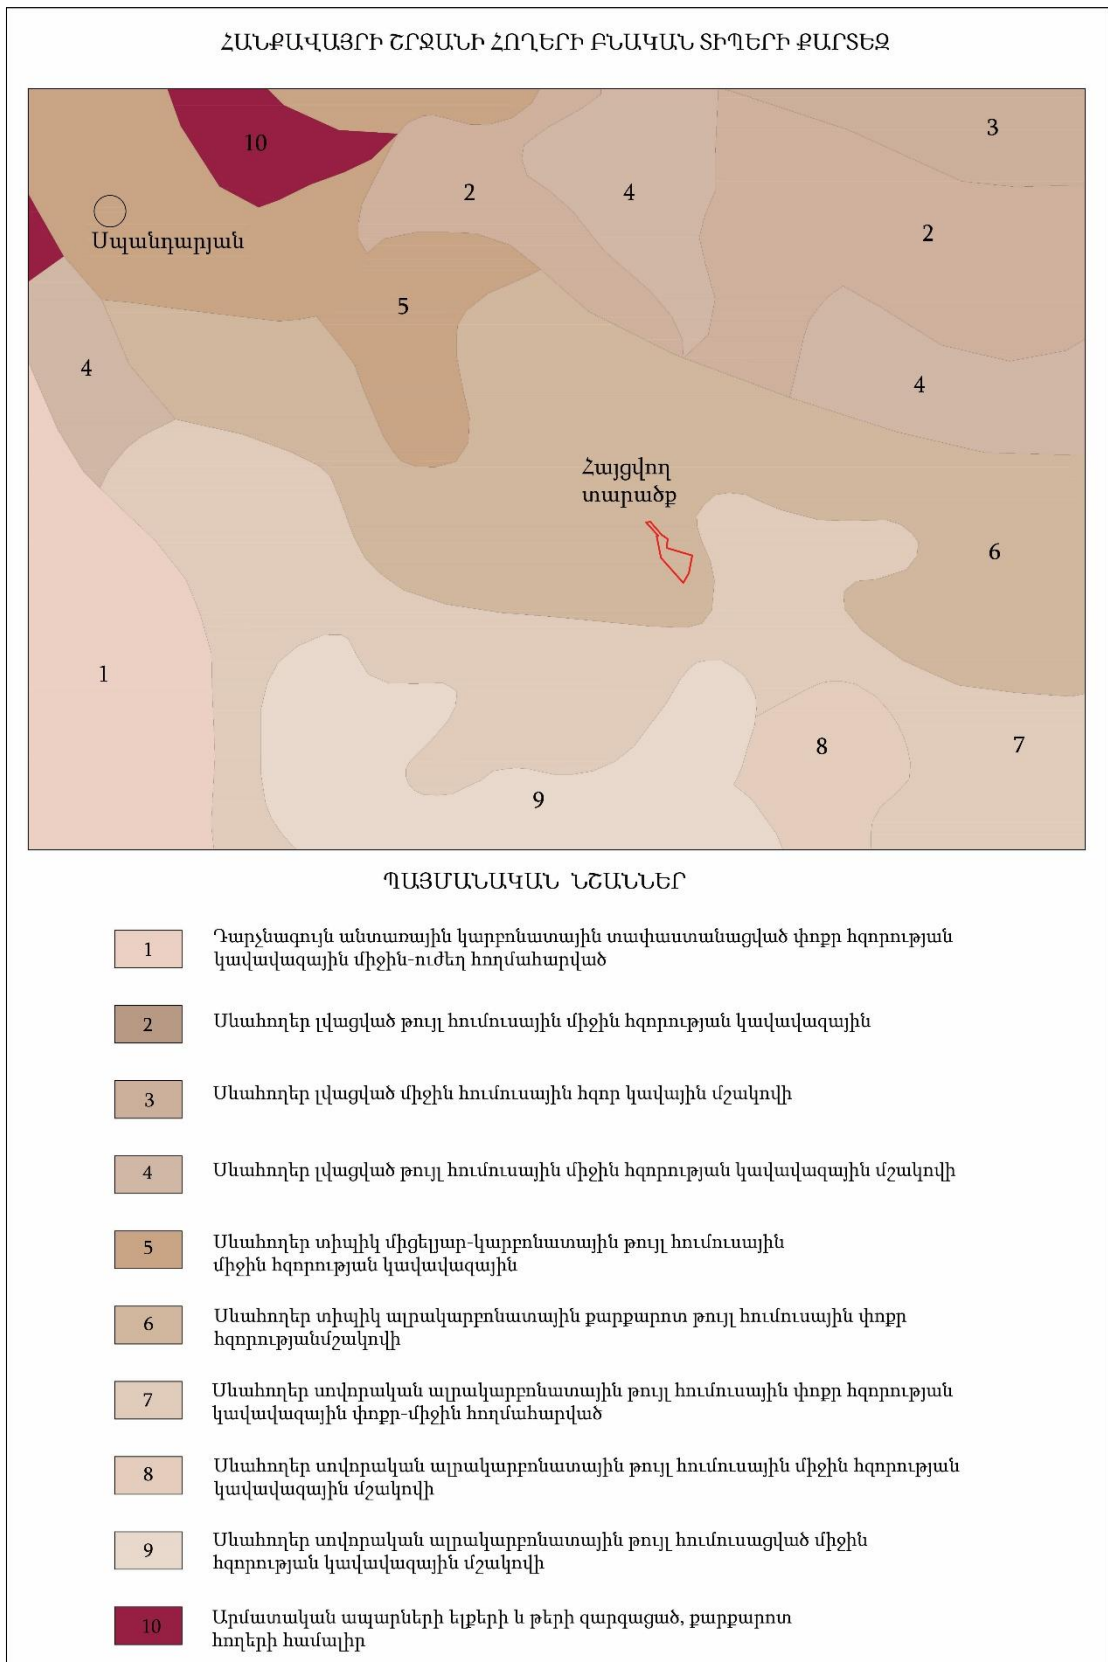 ՀԱՆՔԱՎԱՅՐԻ ՇՐՋԱՆԻ ՀՈՂԵՐԻ ԲՆԱԿԱՆ ՏԻՊԵՐԻ ՔԱՐՏԵԶ
3
10
2
4
2
Սպանդարյան
5
4
4
Հայցվող
տարածք
6
1
8
7
9
ՊԱՅՄԱՆԱԿԱՆ ՆՇԱՆՆԵՐ
1 Դարչնագույն անտառային կարբոնատային տափաստանացված փոքր հզորության
կավավազային միջին-ուժեղ հողմահարված
2 Սևահողեր լվացված թույլ հումուսային միջին հզորության կավավազային
3 Սևահողեր լվացված միջին հումուսային հզոր կավային մշակովի
4 Սևահողեր լվացված թույլ հումուսային միջին հզորության կավավազային մշակովի
5 Սևահողեր տիպիկ միցելյար-կարբոնատային թույլ հումուսային
միջին հզորության կավավազային
6 Սևահողեր տիպիկ ալրակարբոնատային քարքարոտ թույլ հումուսային փոքր
հզորությանմշակովի
7 Սևահողեր սովորական ալրակարբոնատային թույլ հումուսային փոքր հզորության
կավավազային փոքր-միջին հողմահարված
8 Սևահողեր սովորական ալրակարբոնատային թույլ հումուսային միջին հզորության
կավավազային մշակովի
9 Սևահողեր սովորական ալրակարբոնատային թույլ հումուսացված միջին
հզորության կավավազային մշակովի
10 Արմատական ապարների ելքերի և թերի զարգացած, քարքարոտ
հողերի համալիր